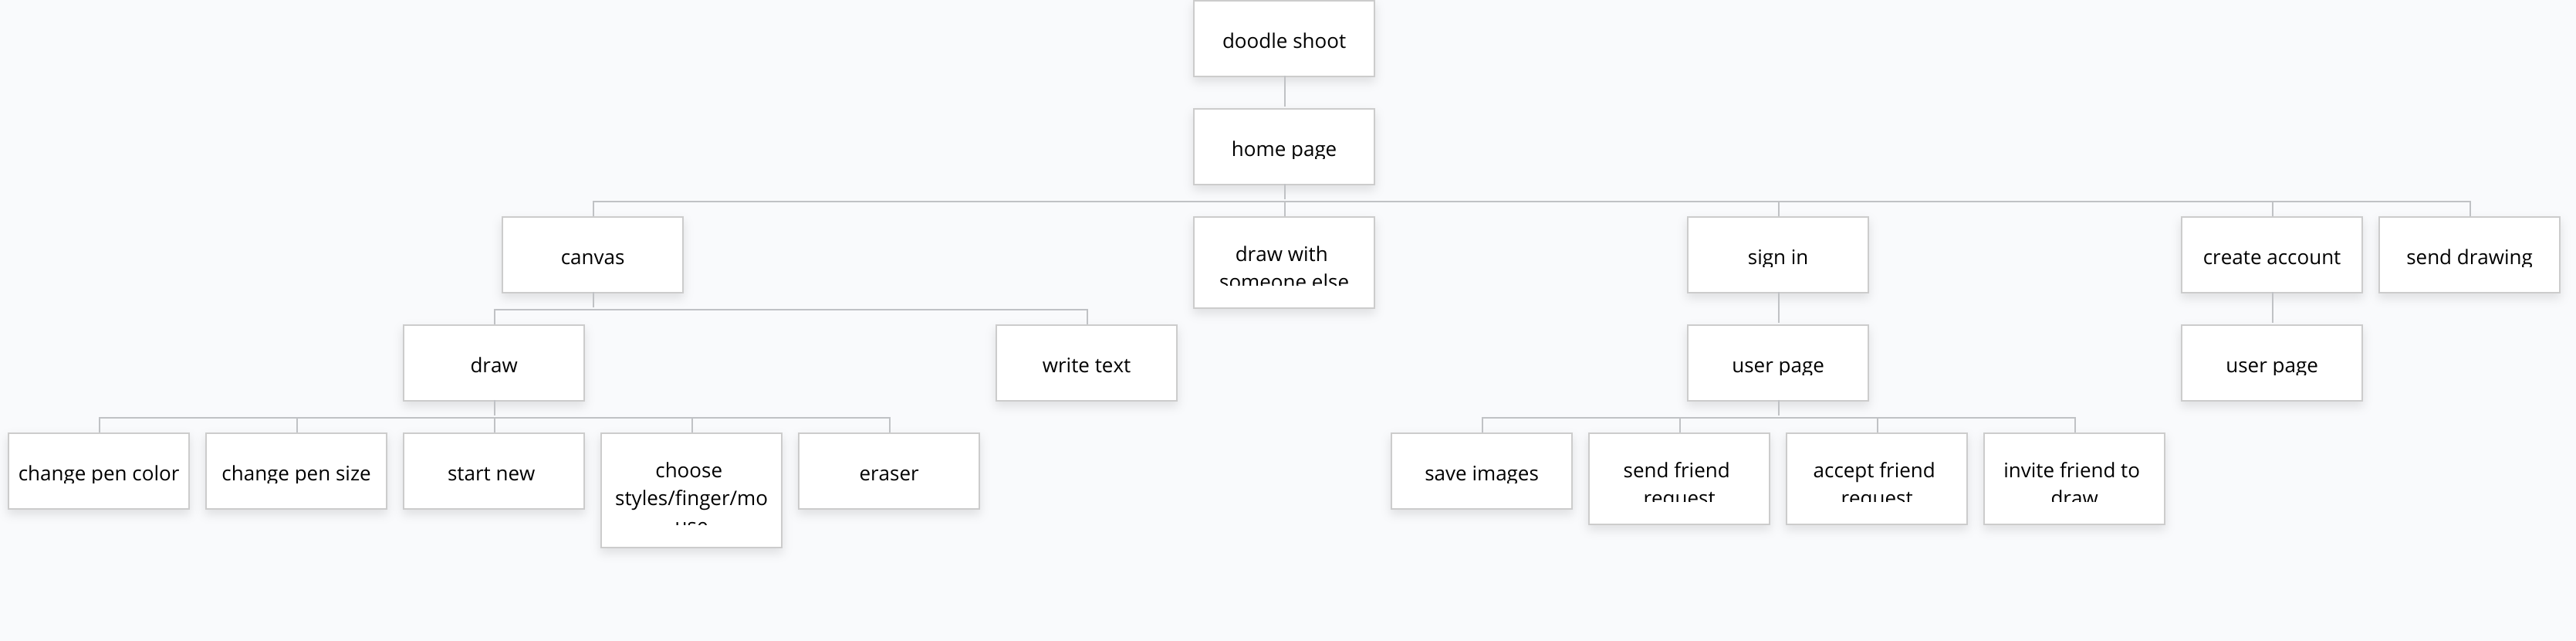 doodle shoot
home page
canvas
draw with
someone else
sign in
create account
send drawing
draw
write text
user page
user page
change pen color
change pen size
start new
choose
styles/finger/mo
use
eraser
save images
send friend
request
accept friend
request
invite friend to
draw